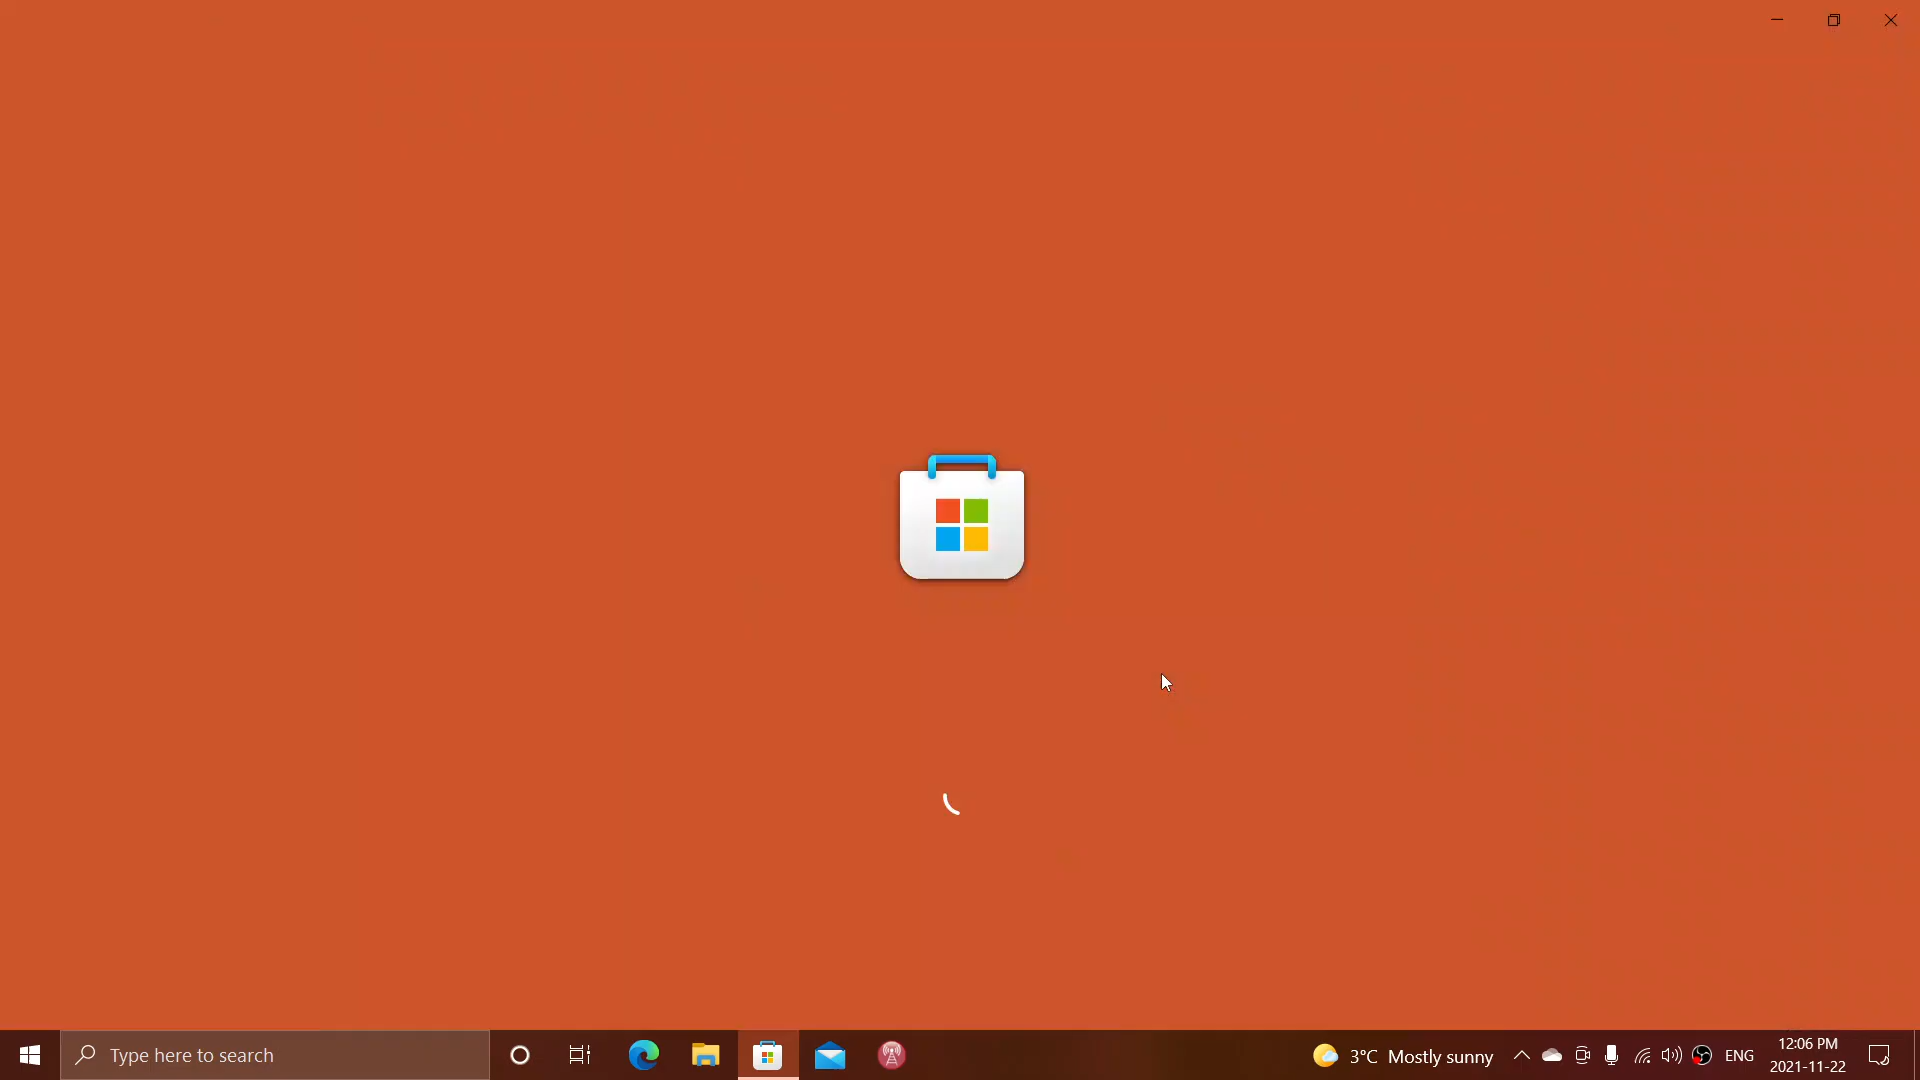 Type here to search
3°C Mostly sunny
ENG
12:06 PM
2021-11-22